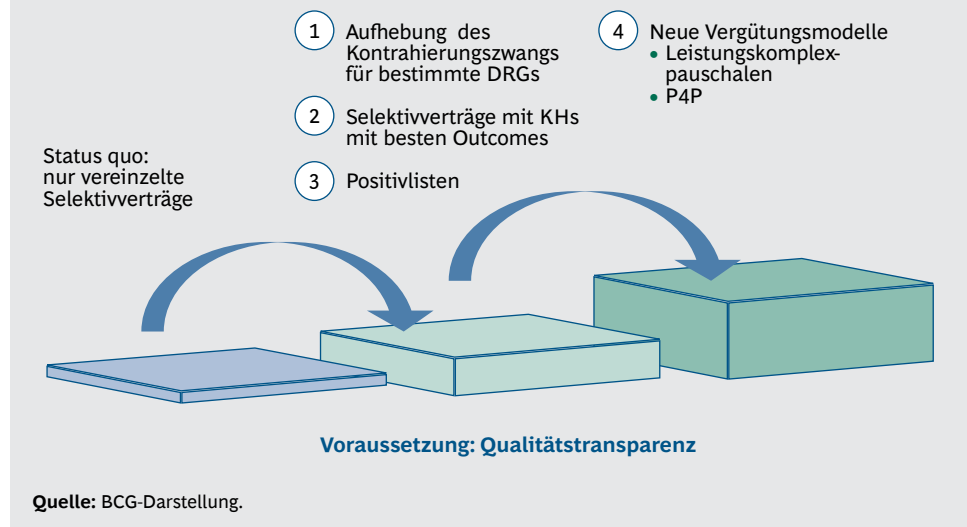 Status quo:
nur vereinzelte
Selektivverträge
1 Aufhebung des
Kontrahierungszwangs
für bestimmte DRGs
2 Selektivverträge mit KHs
mit besten Outcomes
3 Positivlisten
4 Neue Vergütungsmodelle
• Leistungskomplex-
pauschalen
• P4P
Voraussetzung: Qualitätstransparenz
Quelle: BCG-Darstellung.